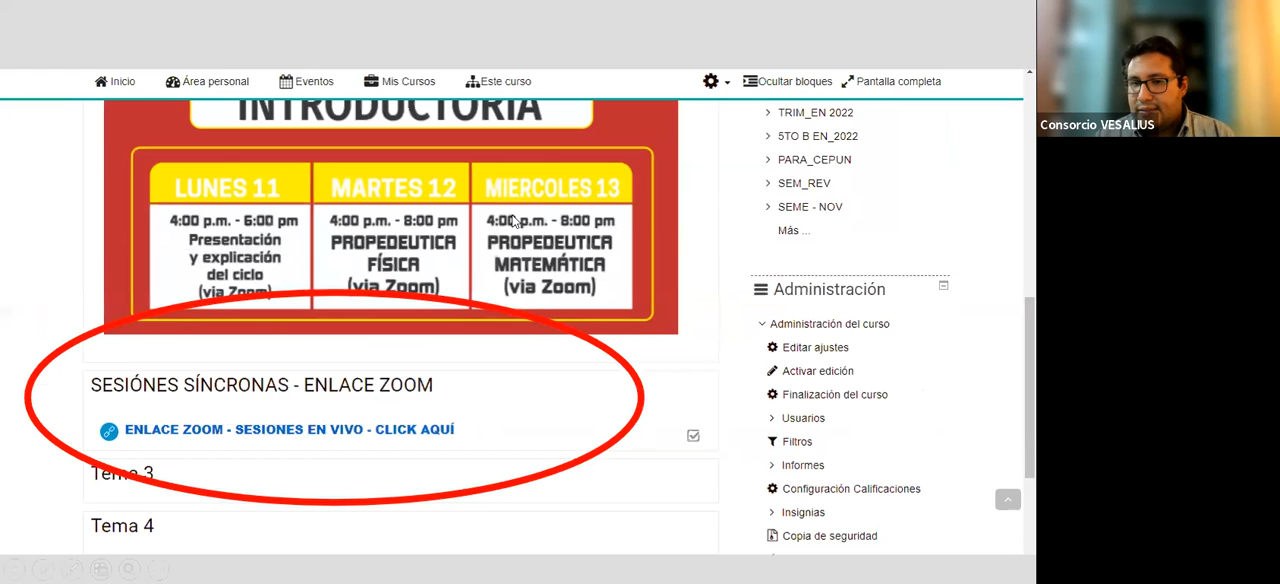 Inicio
Área personal
Eventos
Mis Cursos
Este curso
Ocultar bloques
Pantalla completa
Consorcio VESALIUS
INTRODUCTORIA
LUNES 11
4:00 p.m. - 6:00 pm
Presentación
y explicación
del ciclo
(via Zoom)
MARTES 12
4:00 p.m. - 8:00 pm
PROPEDEUTICA
FÍSICA
(via Zoom)
MIERCOLES 13
4:00 p.m. - 8:00 pm
PROPEDEUTICA
MATEMÁTICA
(via Zoom)
SESIÓNES SÍNCRONAS - ENLACE ZOOM
ENLACE ZOOM - SESIONES EN VIVO - CLICK AQUÍ
Tema 3
Tema 4
TRIM_EN 2022
5TO B EN_2022
PARA_CEPUN
SEM_REV
SEME - NOV
Más ...
Administración
Administración del curso
Editar ajustes
Activar edición
Finalización del curso
Usuarios
Filtros
Informes
Configuración Calificaciones
Insignias
Copia de seguridad